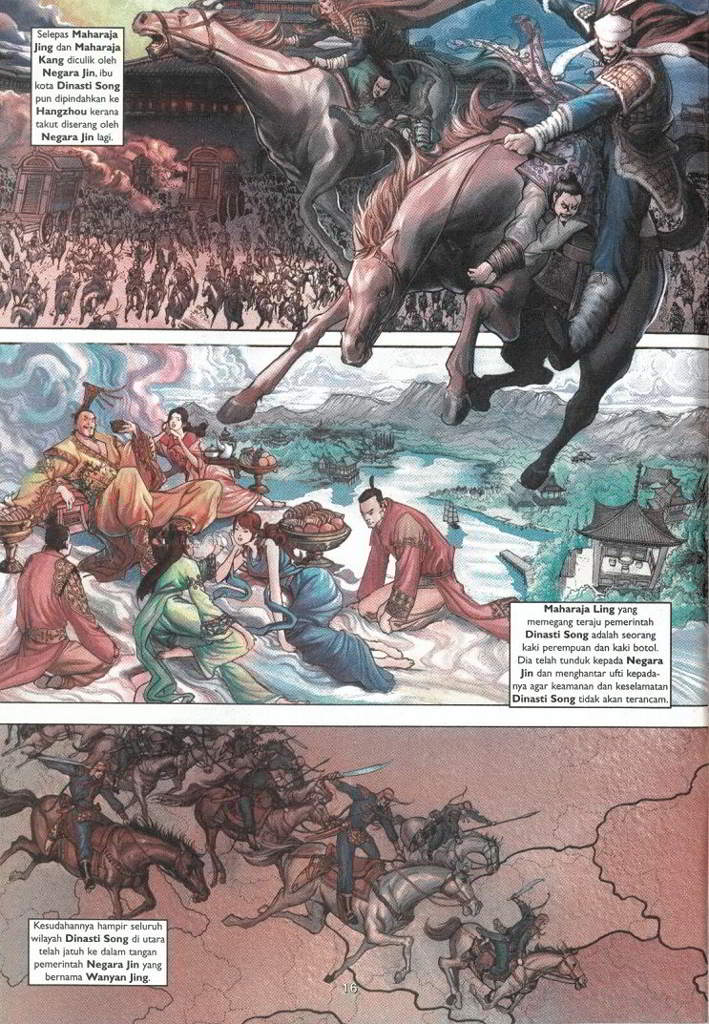 Selepas Maharaja
Jing dan Maharaja
Kang diculik oleh
Negara Jin, ibu
kota Dinasti Song
pun dipindahkan ke
Hangzhou kerana
takut diserang oleh
Negara Jin lagi.
Maharaja Ling yang
memegang teraju pemerintah
Dinasti Song adalah seorang
kaki perempuan dan kaki botol.
Dia telah tunduk kepada Negara
Jin dan menghantar ufti kepada-
nya agar keamanan dan keselamatan
Dinasti Song tidak akan terancam.
Kesudahannya hampir seluruh
wilayah Dinasti Song di utara
telah jatuh ke dalam tangan
pemerintah Negara Jin yang
bernama Wanyan Jing.
16